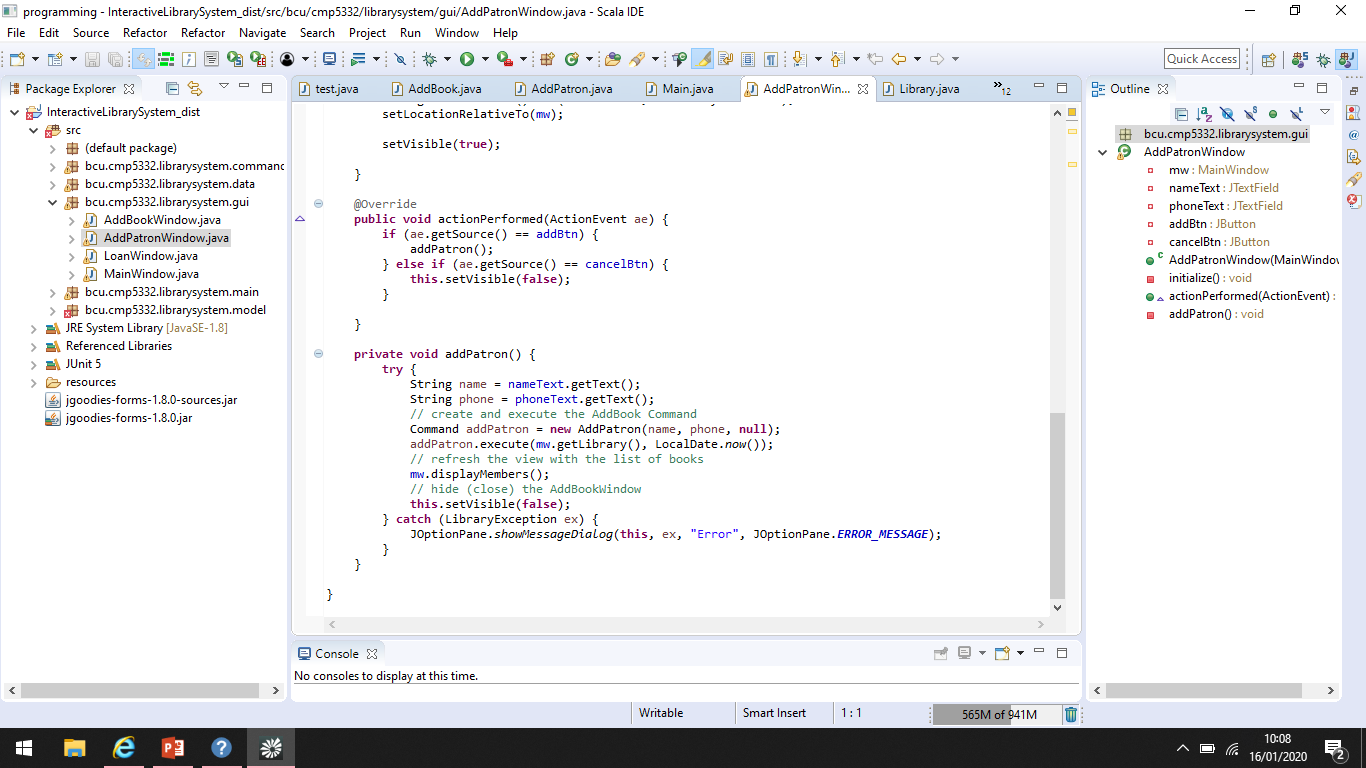 programming - InteractiveLibrarySystem_dist/src/bcu/cmp5332/librarysystem/gui/AddPatronWindow.java - Scala IDE
File Edit Source Refactor Refactor Navigate Search Project Run Window Help
Quick Access
Package Explorer
InteractiveLibrarySystem_dist
src
(default package)
bcu.cmp5332.librarysystem.command
bcu.cmp5332.librarysystem.data
bcu.cmp5332.librarysystem.gui
AddBookWindow.java
AddPatronWindow.java
LoanWindow.java
MainWindow.java
bcu.cmp5332.librarysystem.main
bcu.cmp5332.librarysystem.model
JRE System Library [JavaSE-1.8]
Referenced Libraries
JUnit 5
resources
jgoodies-forms-1.8.0-sources.jar
jgoodies-forms-1.8.0.jar
test.java AddBook.java AddPatron.java Main.java AddPatronWin... Library.java »12
setLocationRelativeTo(mw);
setVisible(true);
}
@Override
public void actionPerformed(ActionEvent ae) {
if (ae.getSource() == addBtn) {
addPatron();
} else if (ae.getSource() == cancelBtn) {
this.setVisible(false);
}
}
private void addPatron() {
try {
String name = nameText.getText();
String phone = phoneText.getText();
// create and execute the AddBook Command
Command addPatron = new AddPatron(name, phone, null);
addPatron.execute(mw.getLibrary(), LocalDate.now());
// refresh the view with the list of books
mw.displayMembers();
// hide (close) the AddBookWindow
this.setVisible(false);
} catch (LibraryException ex) {
JOptionPane.showMessageDialog(this, ex, "Error", JOptionPane.ERROR_MESSAGE);
}
}
}
Console
No consoles to display at this time.
Outline
bcu.cmp5332.librarysystem.gui
AddPatronWindow
mw : MainWindow
nameText : JTextField
phoneText : JTextField
addBtn : JButton
cancelBtn : JButton
AddPatronWindow(MainWindow
initialize() : void
actionPerformed(ActionEvent) :
addPatron() : void
Writable Smart Insert 1 : 1 565M of 941M
10:08
16/01/2020
2